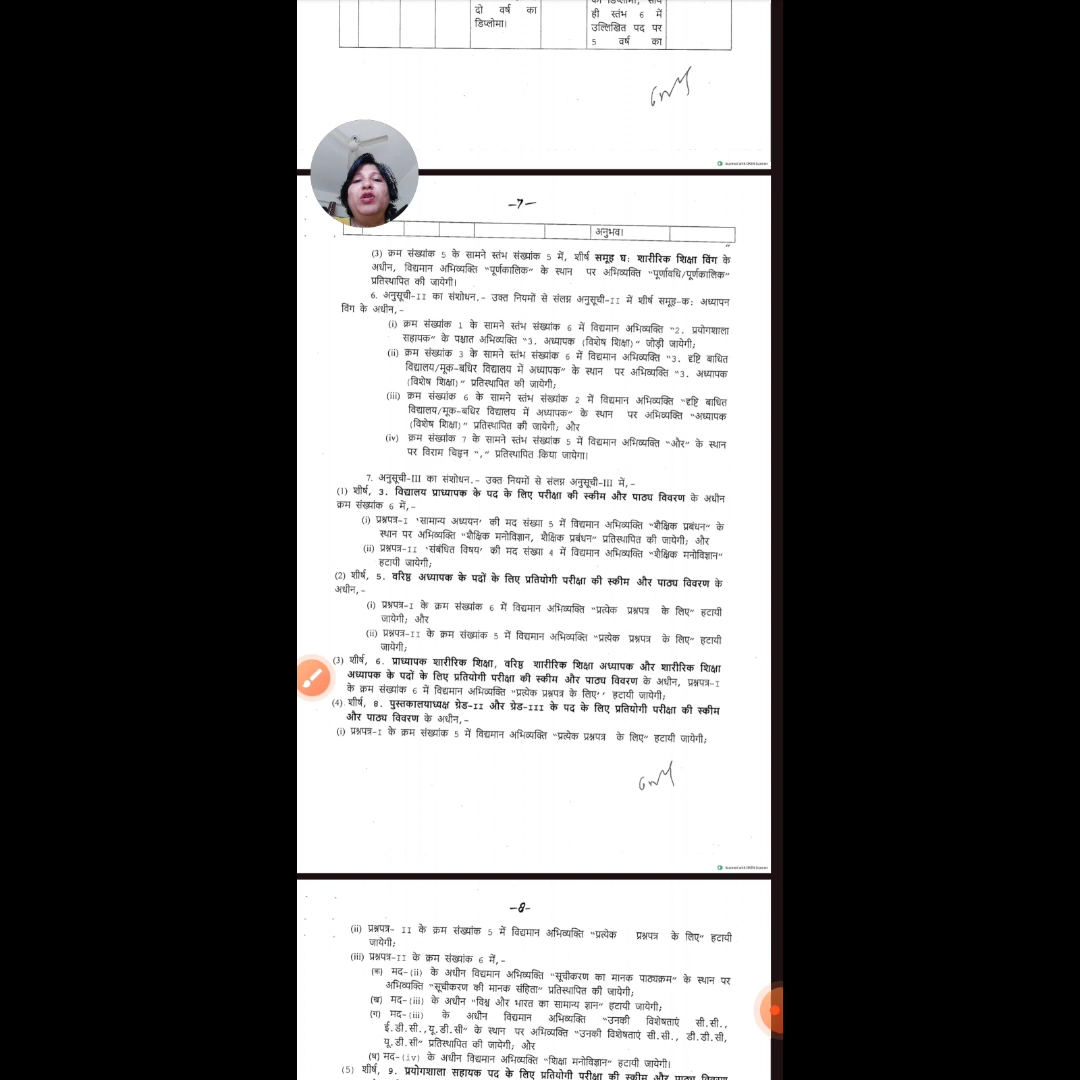 दो वर्ष का
डिप्लोमा।
ही स्तंभ 6 में
उल्लिखित पद पर
5 वर्ष का
-7-
अनुभव।
(3) क्रम संख्यांक 5 के सामने स्तंभ संख्यांक 5 में, शीर्ष समूह घः शारीरिक शिक्षा विंग के
अधीन, विद्यमान अभिव्यक्ति "पूर्णकालिक" के स्थान पर अभिव्यक्ति "पूर्णावधि/पूर्णकालिक"
प्रतिस्थापित की जायेगी।
6. अनुसूची-II का संशोधन.- उक्त नियमों से संलग्न अनुसूची-II में शीर्ष समूह-क: अध्यापन
विंग के अधीन,-
(i) क्रम संख्यांक 1 के सामने स्तंभ संख्यांक 6 में विद्यमान अभिव्यक्ति "2. प्रयोगशाला
सहायक" के पश्चात अभिव्यक्ति "3. अध्यापक (विशेष शिक्षा)" जोड़ी जायेगी;
(ii) क्रम संख्यांक 3 के सामने स्तंभ संख्यांक 6 में विद्यमान अभिव्यक्ति "3. दृष्टि बाधित
विद्यालय/मूक-बधिर विद्यालय में अध्यापक" के स्थान पर अभिव्यक्ति "3. अध्यापक
(विशेष शिक्षा)" प्रतिस्थापित की जायेगी;
(iii) क्रम संख्यांक 6 के सामने स्तंभ संख्यांक 2 में विद्यमान अभिव्यक्ति "दृष्टि बाधित
विद्यालय/मूक-बधिर विद्यालय में अध्यापक" के स्थान पर अभिव्यक्ति "अध्यापक
(विशेष शिक्षा)" प्रतिस्थापित की जायेगी; और
(iv) क्रम संख्यांक 7 के सामने स्तंभ संख्यांक 5 में विद्यमान अभिव्यक्ति "और" के स्थान
पर विराम चिह्न "," प्रतिस्थापित किया जायेगा।
7. अनुसूची-III का संशोधन.- उक्त नियमों से संलग्न अनुसूची-III में,-
(1) शीर्ष, 3. विद्यालय प्राध्यापक के पद के लिए परीक्षा की स्कीम और पाठ्य विवरण के अधीन
क्रम संख्यांक 6 में,-
(i) प्रश्नपत्र-I 'सामान्य अध्ययन' की मद संख्या 5 में विद्यमान अभिव्यक्ति "शैक्षिक प्रबंधन" के
स्थान पर अभिव्यक्ति "शैक्षिक मनोविज्ञान, शैक्षिक प्रबंधन" प्रतिस्थापित की जायेगी; और
(ii) प्रश्नपत्र-II 'संबंधित विषय' की मद संख्या 4 में विद्यमान अभिव्यक्ति "शैक्षिक मनोविज्ञान"
हटायी जायेगी;
(2) शीर्ष, 5. वरिष्ठ अध्यापक के पदों के लिए प्रतियोगी परीक्षा की स्कीम और पाठ्य विवरण के
अधीन,-
(i) प्रश्नपत्र-I के क्रम संख्यांक 6 में विद्यमान अभिव्यक्ति "प्रत्येक प्रश्नपत्र के लिए" हटायी
जायेगी; और
(ii) प्रश्नपत्र-II के क्रम संख्यांक 5 में विद्यमान अभिव्यक्ति "प्रत्येक प्रश्नपत्र के लिए" हटायी
जायेगी;
(3) शीर्ष, 6. प्राध्यापक शारीरिक शिक्षा, वरिष्ठ शारीरिक शिक्षा अध्यापक और शारीरिक शिक्षा
अध्यापक के पदों के लिए प्रतियोगी परीक्षा की स्कीम और पाठ्य विवरण के अधीन, प्रश्नपत्र-I
के क्रम संख्यांक 6 में विद्यमान अभिव्यक्ति "प्रत्येक प्रश्नपत्र के लिए'' हटायी जायेगी;
(4) शीर्ष, 8. पुस्तकालयाध्यक्ष ग्रेड-II और ग्रेड-III के पद के लिए प्रतियोगी परीक्षा की स्कीम
और पाठ्य विवरण के अधीन,-
(i) प्रश्नपत्र-I के क्रम संख्यांक 5 में विद्यमान अभिव्यक्ति "प्रत्येक प्रश्नपत्र के लिए" हटायी जायेगी;
-8-
(ii) प्रश्नपत्र- II के क्रम संख्यांक 5 में विद्यमान अभिव्यक्ति "प्रत्येक प्रश्नपत्र के लिए" हटायी
जायेगी;
(iii) प्रश्नपत्र-II के क्रम संख्यांक 6 में,-
(क) मद-(ii) के अधीन विद्यमान अभिव्यक्ति "सूचीकरण का मानक पाठ्यक्रम" के स्थान पर
अभिव्यक्ति "सूचीकरण की मानक संहिता" प्रतिस्थापित की जायेगी;
(ख) मद-(iii) के अधीन "विश्व और भारत का सामान्य ज्ञान" हटायी जायेगी;
(ग) मद-(iii) के अधीन विद्यमान अभिव्यक्ति "उनकी विशेषताएं सी.सी.,
ई.डी.सी.,यू.डी.सी" के स्थान पर अभिव्यक्ति "उनकी विशेषताएं सी.सी., डी.डी.सी,
यू.डी.सी" प्रतिस्थापित की जायेगी; और
(घ) मद-(iv) के अधीन विद्यमान अभिव्यक्ति "शिक्षा मनोविज्ञान" हटायी जायेगी।
(5) शीर्ष, 9. प्रयोगशाला सहायक पद के लिए प्रतियोगी परीक्षा की स्कीम और पाठ्य विवरण